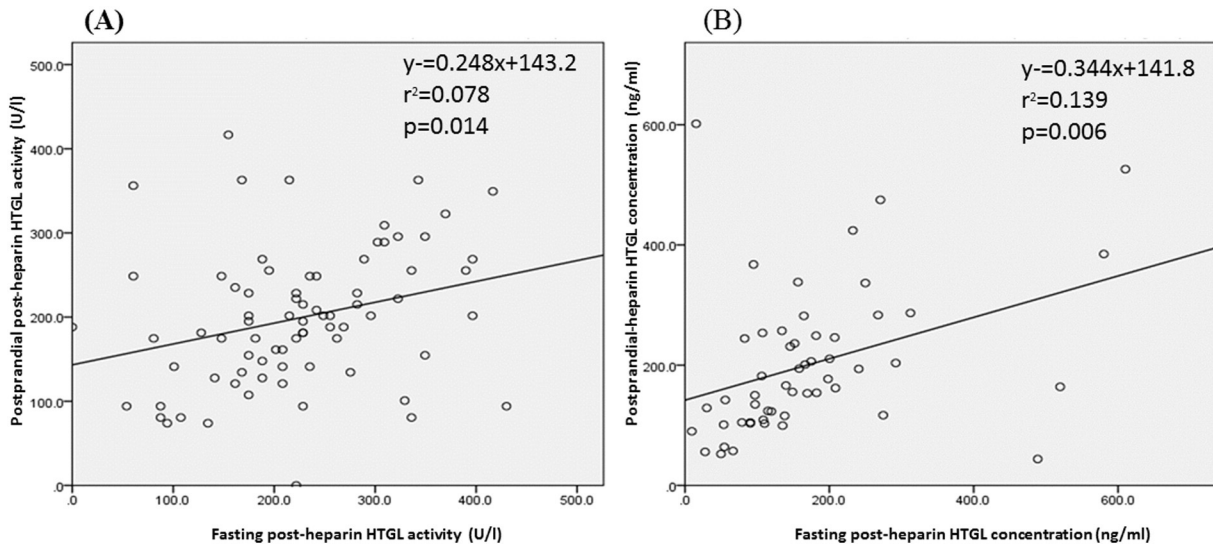 (A)
y-=0.248x+143.2
r²=0.078
p=0.014
Postprandial post-heparin HTGL activity (U/l)
500.0
400.0
300.0
200.0
100.0
.0
.0 100.0 200.0 300.0 400.0 500.0
Fasting post-heparin HTGL activity (U/l)
(B)
y-=0.344x+141.8
r²=0.139
p=0.006
Postprandial-heparin HTGL concentration (ng/ml)
600.0
400.0
200.0
.0
.0 200.0 400.0 600.0
Fasting post-heparin HTGL concentration (ng/ml)